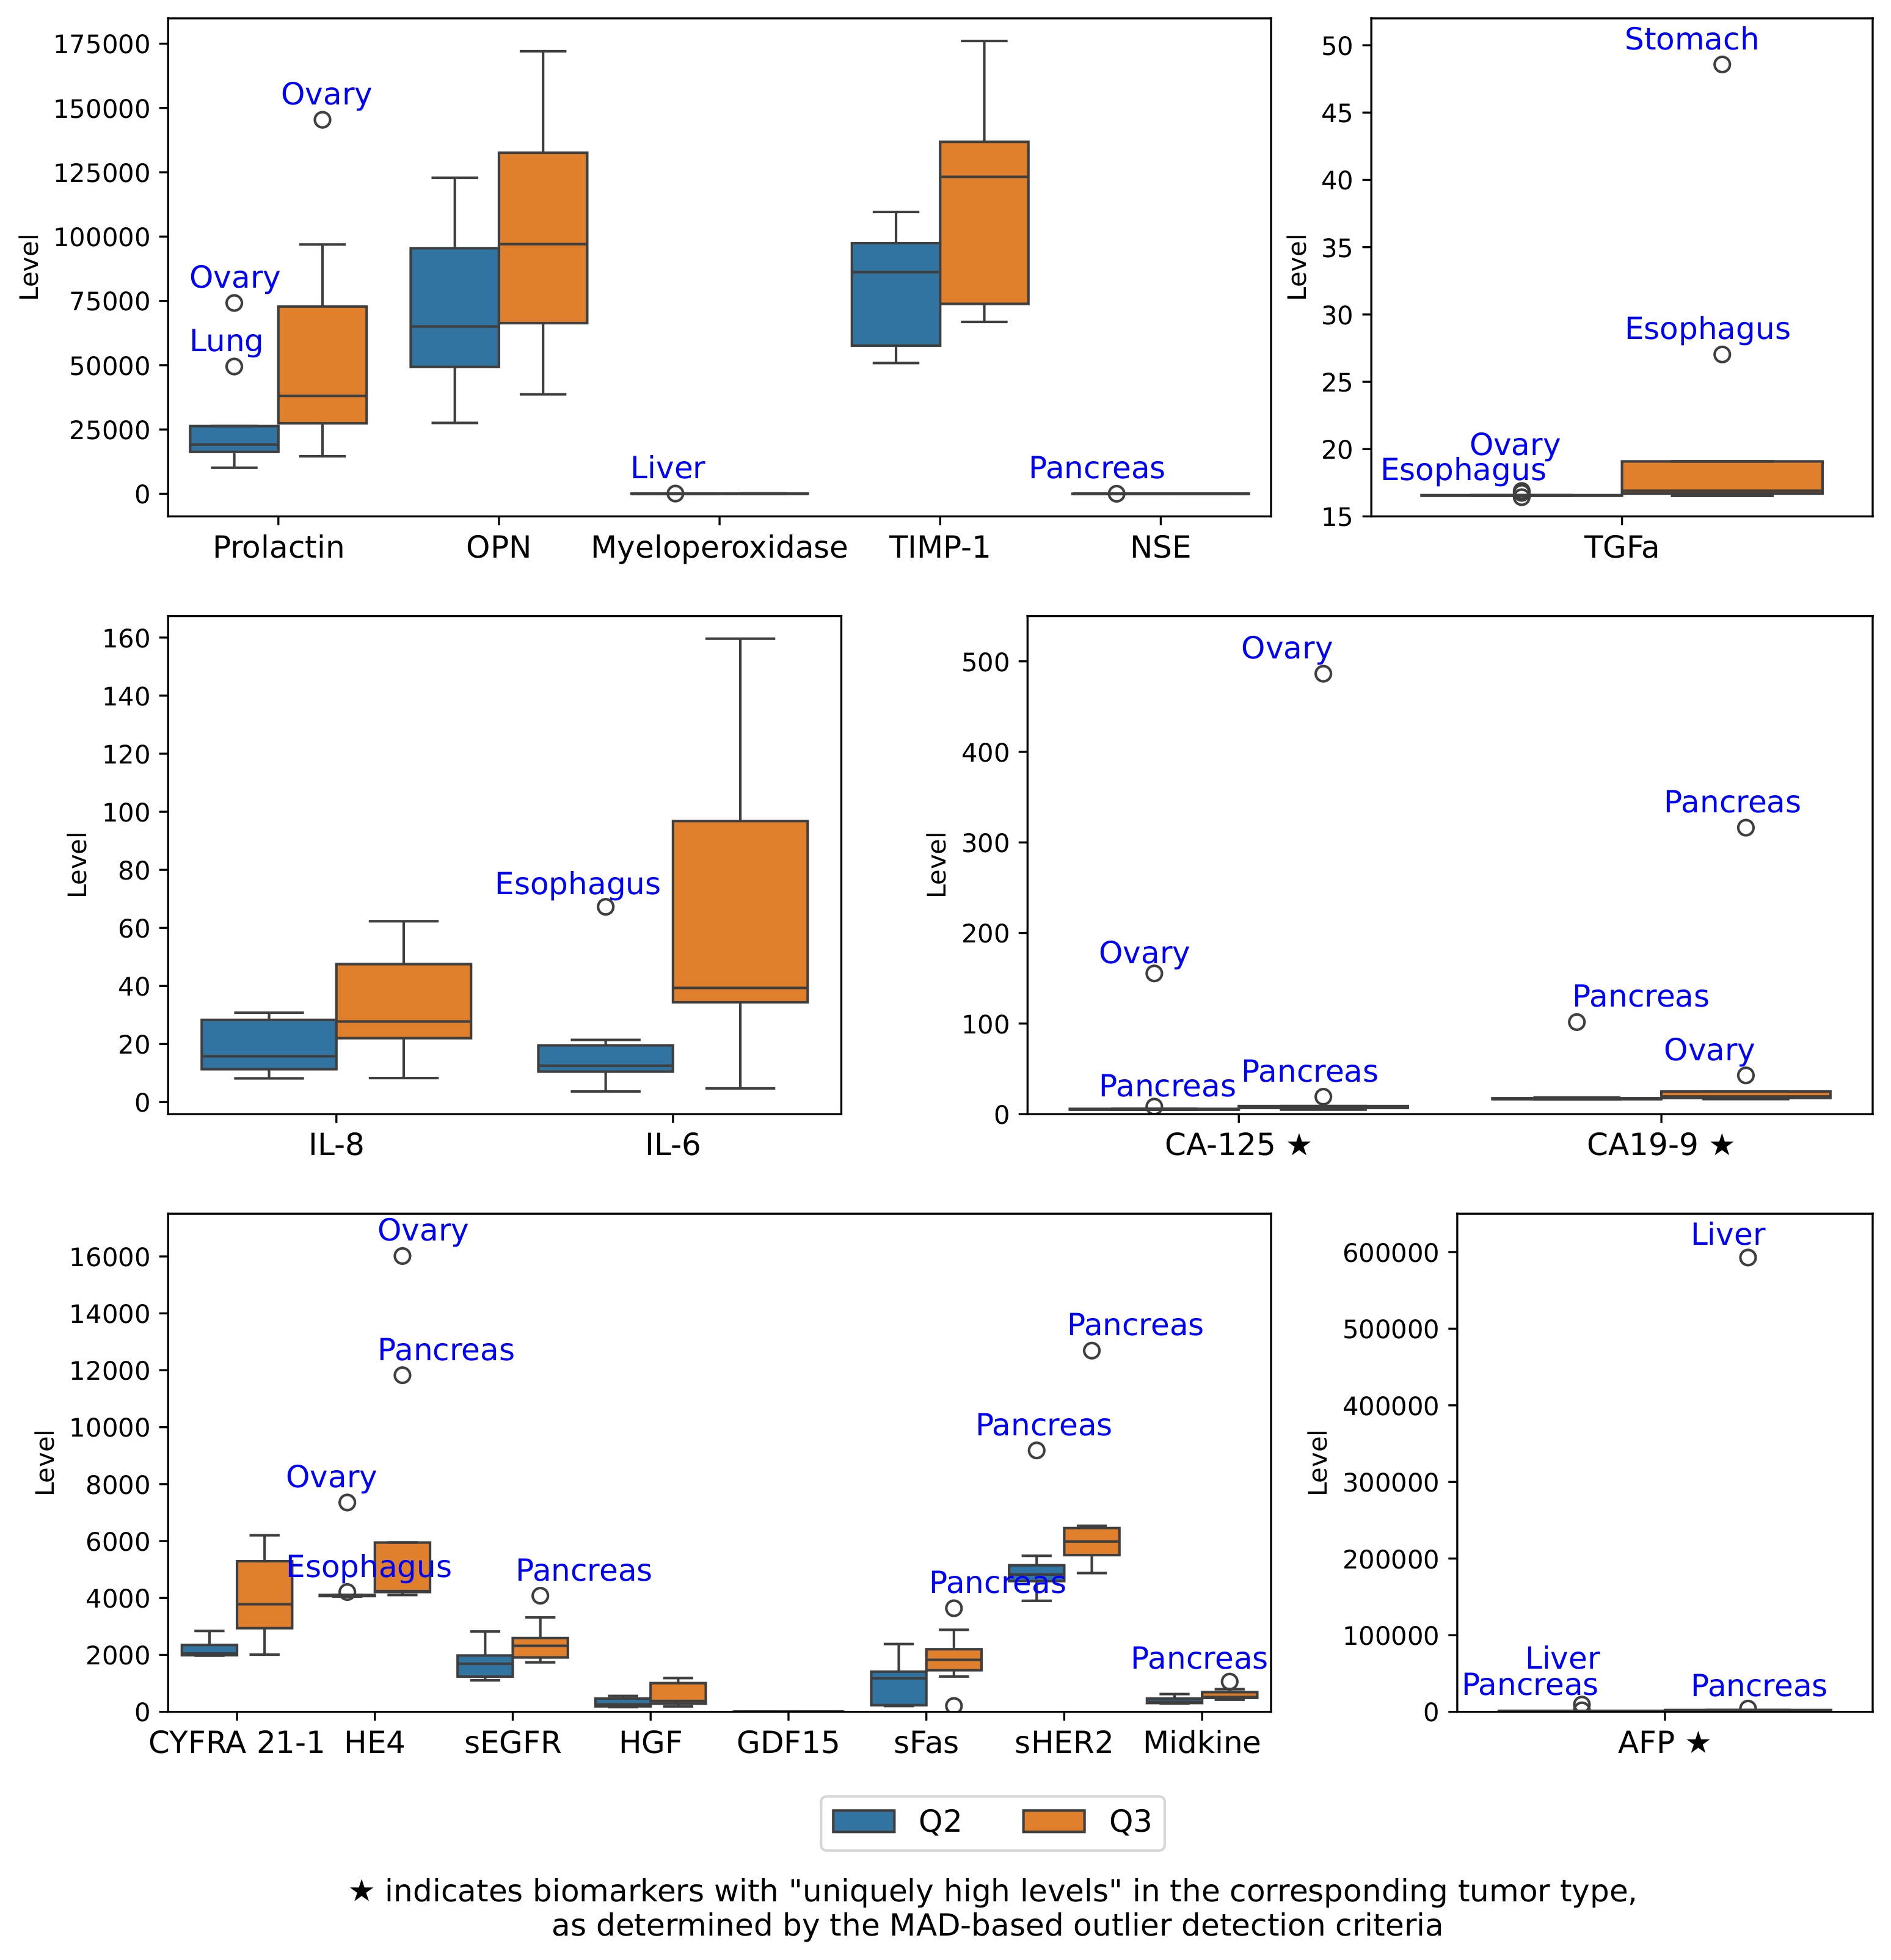 175000
150000
125000
100000
75000
50000
25000
0
Level
Ovary
Ovary
Lung
Liver
Pancreas
Prolactin
OPN
Myeloperoxidase
TIMP-1
NSE
50
45
40
35
30
25
20
15
Level
Stomach
Esophagus
Ovary
Esophagus
TGFa
160
140
120
100
80
60
40
20
0
Level
Esophagus
IL-8
IL-6
500
400
300
200
100
0
Level
Ovary
Ovary
Pancreas
Pancreas
Pancreas
Pancreas
Ovary
CA-125 ★
CA19-9 ★
16000
14000
12000
10000
8000
6000
4000
2000
0
Level
Ovary
Pancreas
Ovary
Esophagus
Pancreas
Pancreas
Pancreas
Pancreas
Pancreas
CYFRA 21-1
HE4
sEGFR
HGF
GDF15
sFas
sHER2
Midkine
600000
500000
400000
300000
200000
100000
0
Level
Liver
Liver
Pancreas
Pancreas
AFP ★
Q2
Q3
★ indicates biomarkers with "uniquely high levels" in the corresponding tumor type,
as determined by the MAD-based outlier detection criteria